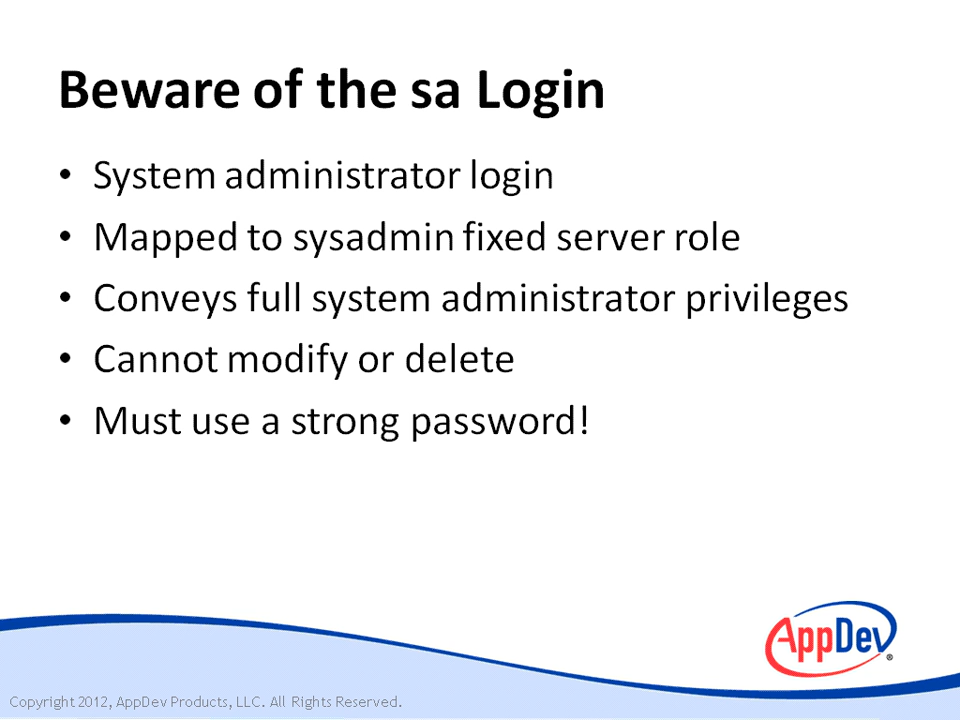 Beware of the sa Login
• System administrator login
• Mapped to sysadmin fixed server role
• Conveys full system administrator privileges
• Cannot modify or delete
• Must use a strong password!
AppDev®
Copyright 2012, AppDev Products, LLC. All Rights Reserved.